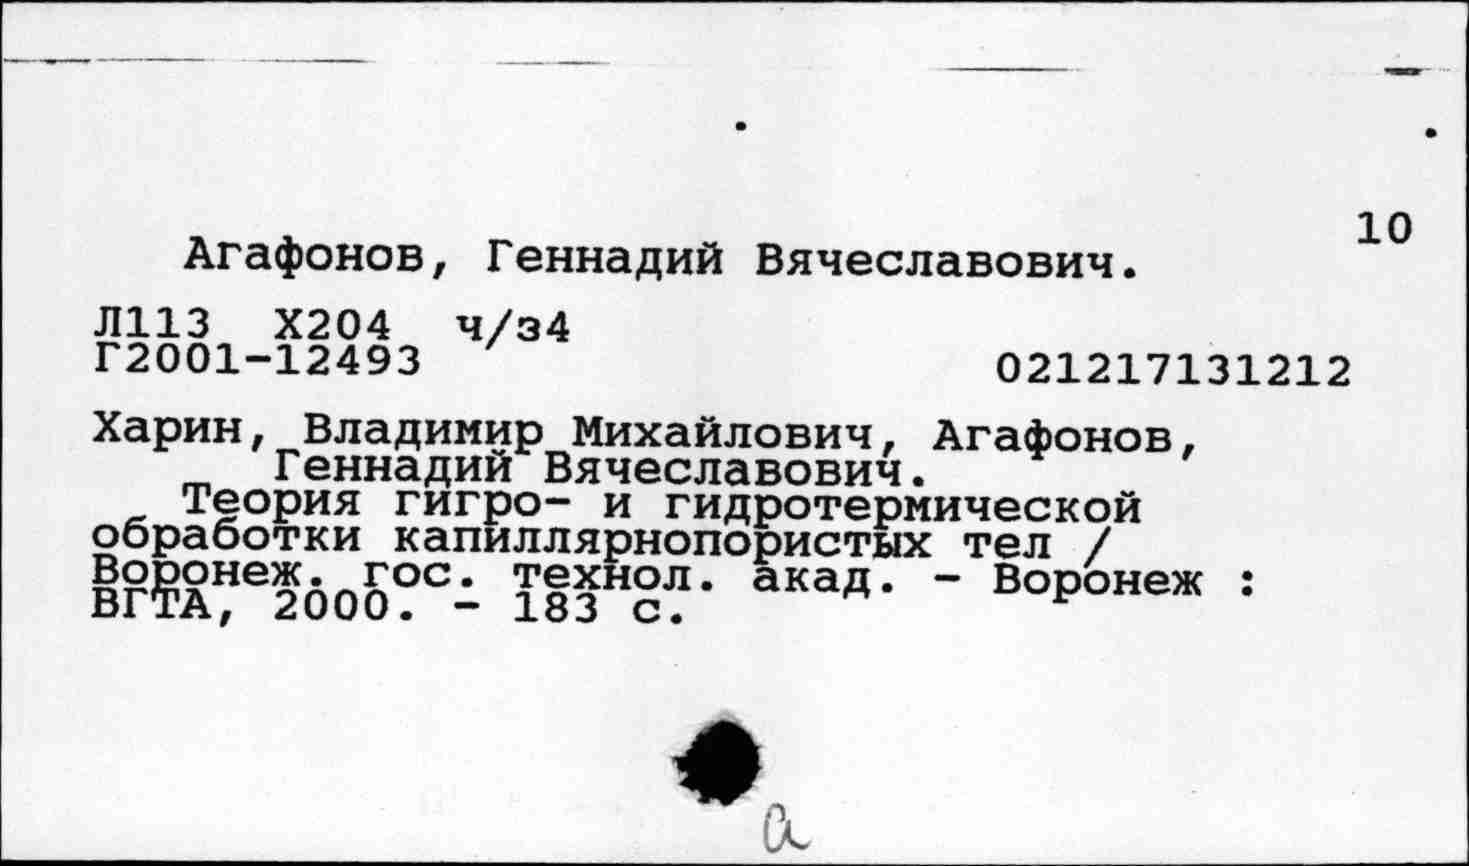 10
Агафонов, Геннадий Вячеславович.
Л113 Х204 ч/з4
Г2001-12493
021217131212
Харин, Владимир Михайлович, Агафонов,
Геннадий Вячеславович.
Теория гигро- и гидротермической
обработки капиллярнопористых тел /
Воронеж. гос. технол. акад. - Воронеж :
ВГТА, 2000. - 183 с.
а